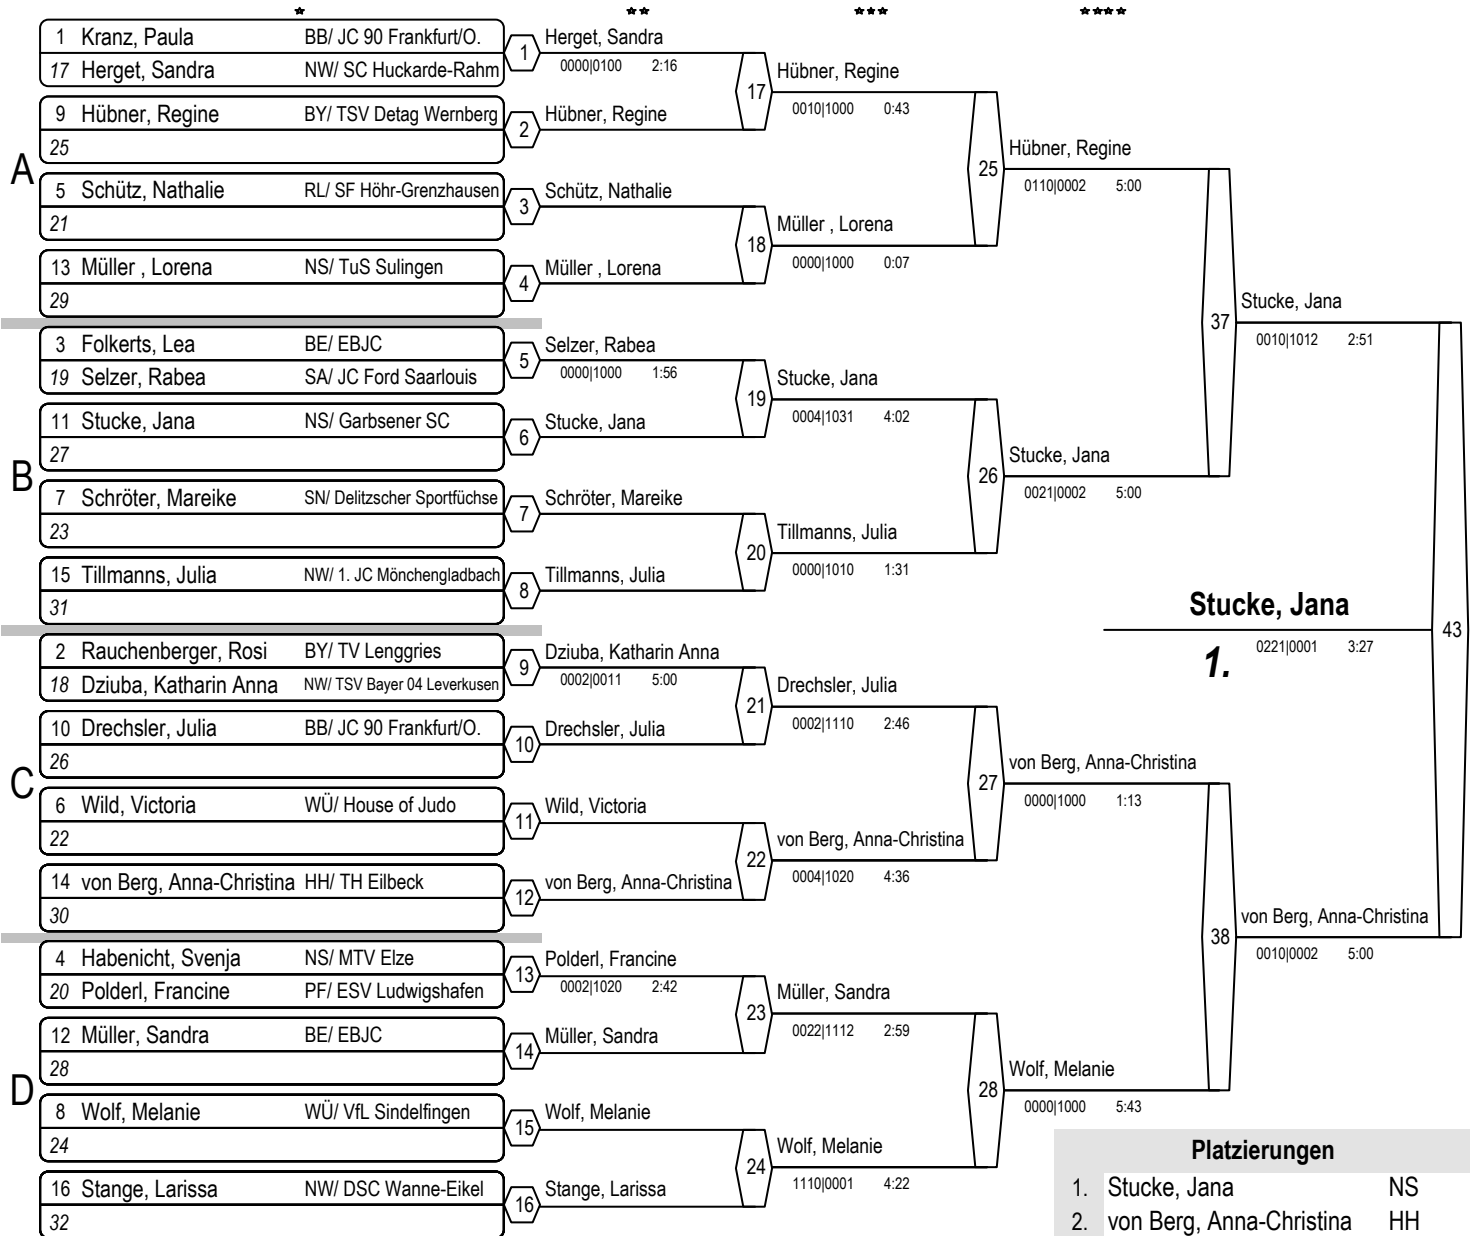 1 Kranz, Paula BB/ JC 90 Frankfurt/O.
17 Herget, Sandra NW/ SC Huckarde-Rahm
1 Herget, Sandra
0000|0100 2:16
9 Hübner, Regine BY/ TSV Detag Wernberg
25
2 Hübner, Regine
17 Hübner, Regine
0010|1000 0:43
A
5 Schütz, Nathalie RL/ SF Höhr-Grenzhausen
21
3 Schütz, Nathalie
13 Müller , Lorena NS/ TuS Sulingen
29
4 Müller , Lorena
18 Müller , Lorena
0000|1000 0:07
25 Hübner, Regine
0110|0002 5:00
3 Folkerts, Lea BE/ EBJC
19 Selzer, Rabea SA/ JC Ford Saarlouis
5 Selzer, Rabea
0000|1000 1:56
11 Stucke, Jana NS/ Garbsener SC
27
6 Stucke, Jana
19 Stucke, Jana
0004|1031 4:02
B
7 Schröter, Mareike SN/ Delitzscher Sportfüchse
23
7 Schröter, Mareike
15 Tillmanns, Julia NW/ 1. JC Mönchengladbach
31
8 Tillmanns, Julia
20 Tillmanns, Julia
0000|1010 1:31
26 Stucke, Jana
0021|0002 5:00
37 Stucke, Jana
0010|1012 2:51
2 Rauchenberger, Rosi BY/ TV Lenggries
18 Dziuba, Katharin Anna NW/ TSV Bayer 04 Leverkusen
9 Dziuba, Katharin Anna
0002|0011 5:00
10 Drechsler, Julia BB/ JC 90 Frankfurt/O.
26
10 Drechsler, Julia
21 Drechsler, Julia
0002|1110 2:46
C
6 Wild, Victoria WÜ/ House of Judo
22
11 Wild, Victoria
14 von Berg, Anna-Christina HH/ TH Eilbeck
30
12 von Berg, Anna-Christina
22 von Berg, Anna-Christina
0004|1020 4:36
27 von Berg, Anna-Christina
0000|1000 1:13
4 Habenicht, Svenja NS/ MTV Elze
20 Polderl, Francine PF/ ESV Ludwigshafen
13 Polderl, Francine
0002|1020 2:42
12 Müller, Sandra BE/ EBJC
28
14 Müller, Sandra
23 Müller, Sandra
0022|1112 2:59
D
8 Wolf, Melanie WÜ/ VfL Sindelfingen
24
15 Wolf, Melanie
16 Stange, Larissa NW/ DSC Wanne-Eikel
32
16 Stange, Larissa
24 Wolf, Melanie
1110|0001 4:22
28 Wolf, Melanie
0000|1000 5:43
38 von Berg, Anna-Christina
0010|0002 5:00
43
Stucke, Jana
1. 0221|0001 3:27
Platzierungen
1. Stucke, Jana NS
2. von Berg, Anna-Christina HH